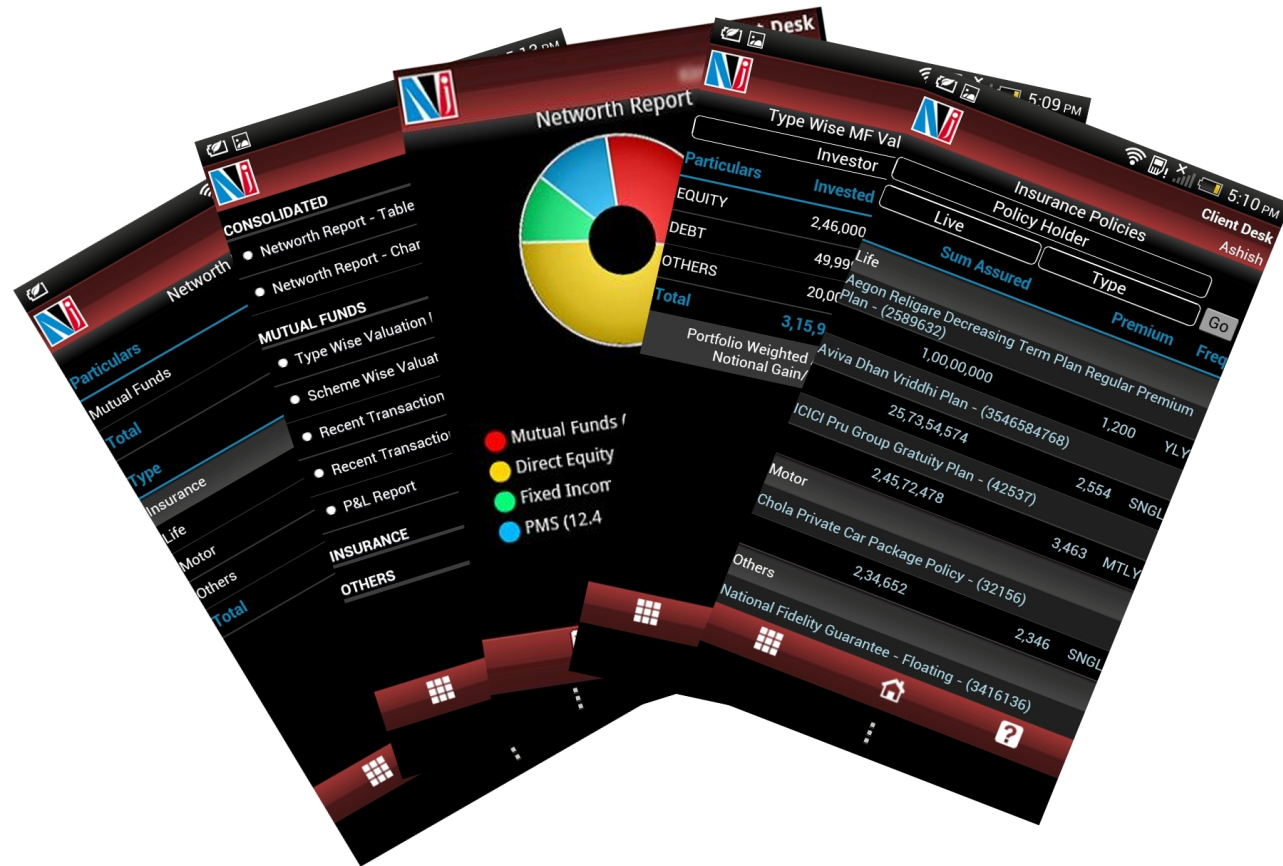 Networth
Particulars
Mutual Funds
Total
Type
Insurance
Life
Motor
Others
Total
5:13 PM
CONSOLIDATED
Networth Report - Table
Networth Report - Char
MUTUAL FUNDS
Type Wise Valuation
Scheme Wise Valuat
Recent Transaction
Recent Transactio
P&L Report
INSURANCE
OTHERS
Desk
Networth Report
Mutual Funds (
Direct Equity
Fixed Incom
PMS (12.4
5:09 PM
Type Wise MF Val
Investor
Particulars Invested
EQUITY 2,46,000
DEBT 49,99
OTHERS 20,00
Total 3,15,9
Portfolio Weighted
Notional Gain/
5:10 PM
Client Desk
Ashish
Insurance Policies
Policy Holder
Live Type Go
Sum Assured Premium Freq
Life
Aegon Religare Decreasing Term Plan Regular Premium
Plan - (2589632)
1,00,00,000 1,200 YLY
Aviva Dhan Vriddhi Plan - (3546584768)
25,73,54,574 2,554 SNGL
ICICI Pru Group Gratuity Plan - (42537)
2,45,72,478 3,463 MTLY
Motor
Chola Private Car Package Policy - (32156)
2,34,652 2,346 SNGL
Others
National Fidelity Guarantee - Floating - (3416136)